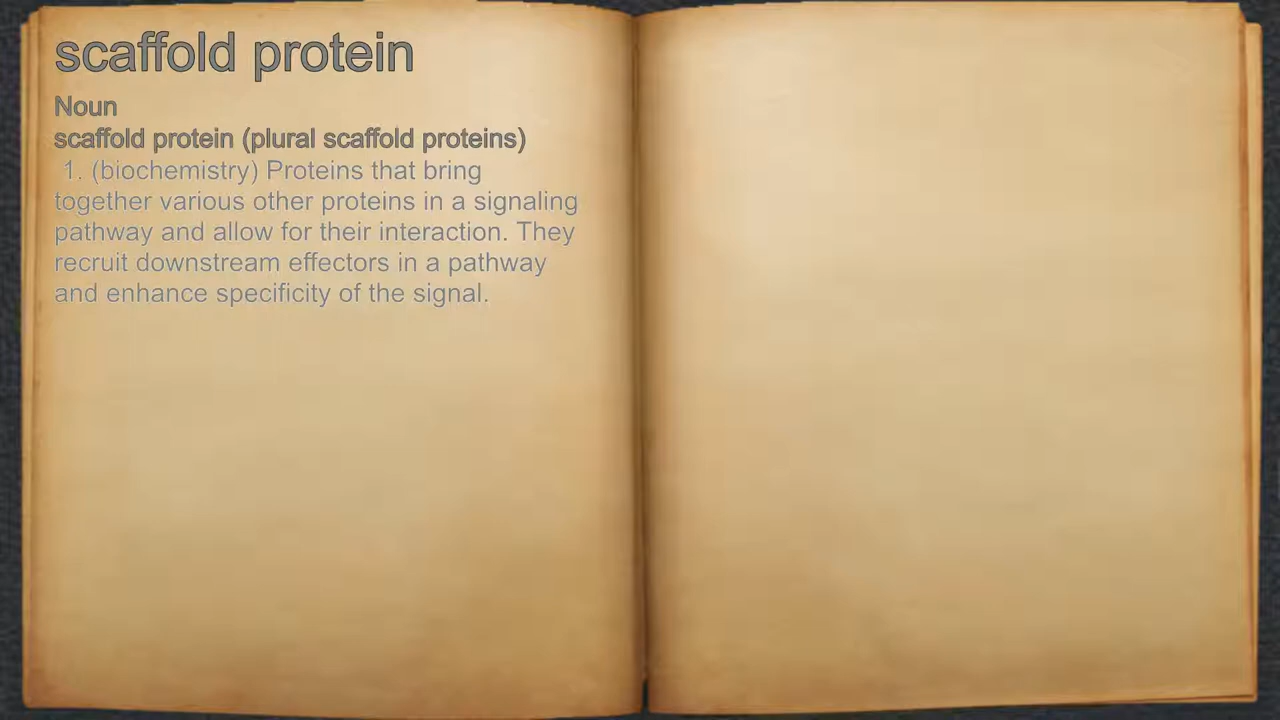 scaffold protein
Noun
scaffold protein (plural scaffold proteins)
1. (biochemistry) Proteins that bring
together various other proteins in a signaling
pathway and allow for their interaction. They
recruit downstream effectors in a pathway
and enhance specificity of the signal.